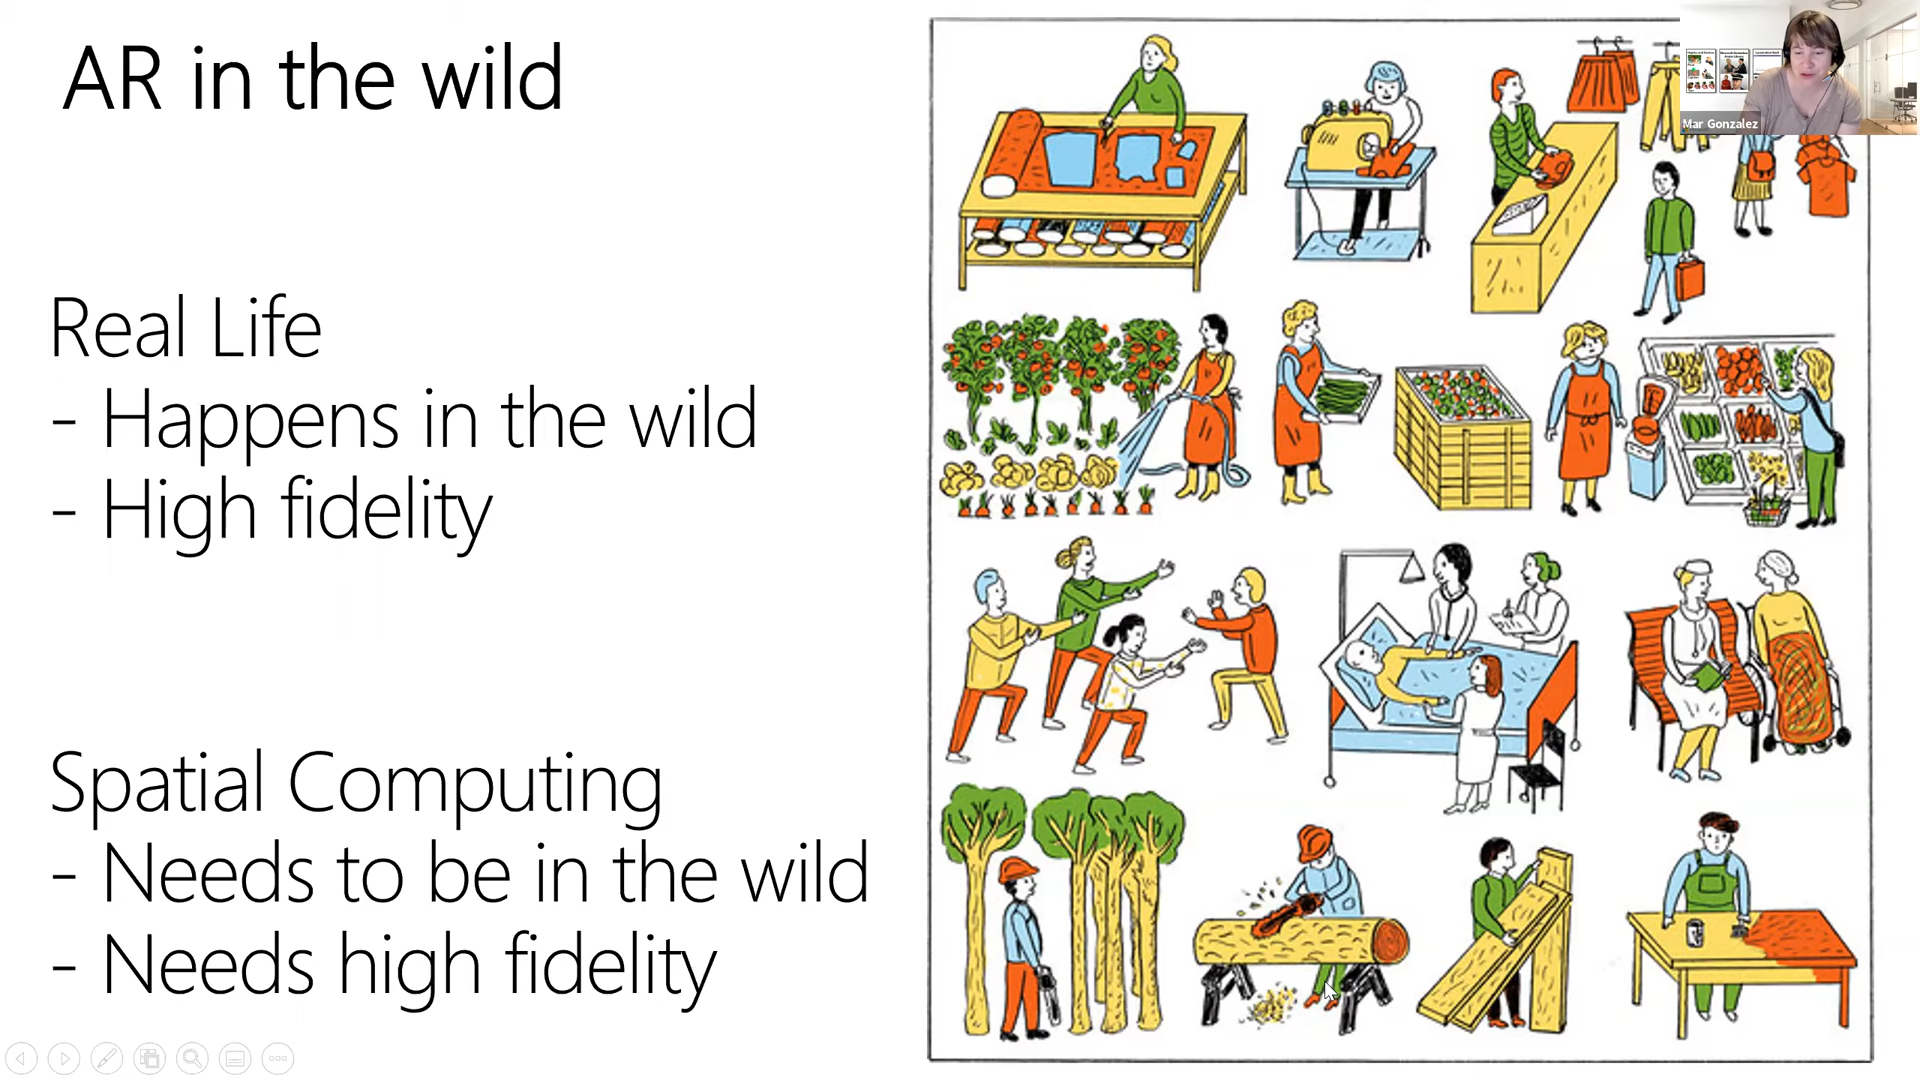 AR in the wild
Mar Gonzalez
Real Life
- Happens in the wild
- High fidelity
Spatial Computing
- Needs to be in the wild
- Needs high fidelity